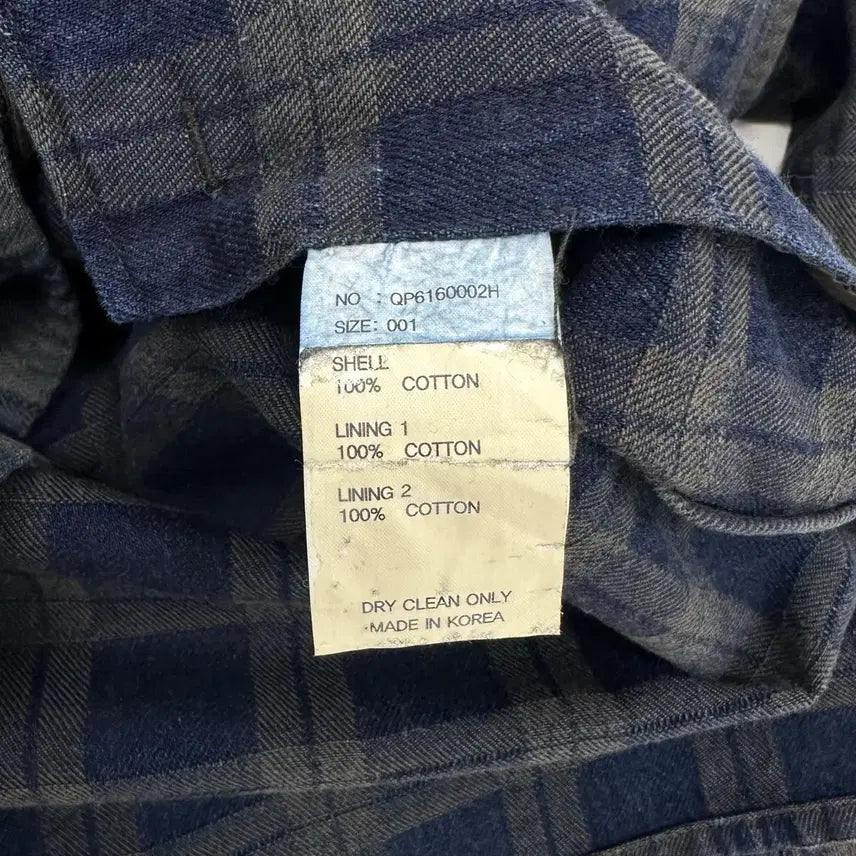 NO : QP6160002H
SIZE: 001
SHELL
100% COTTON
LINING 1
100% COTTON
LINING 2
100% COTTON
DRY CLEAN ONLY
MADE IN KOREA